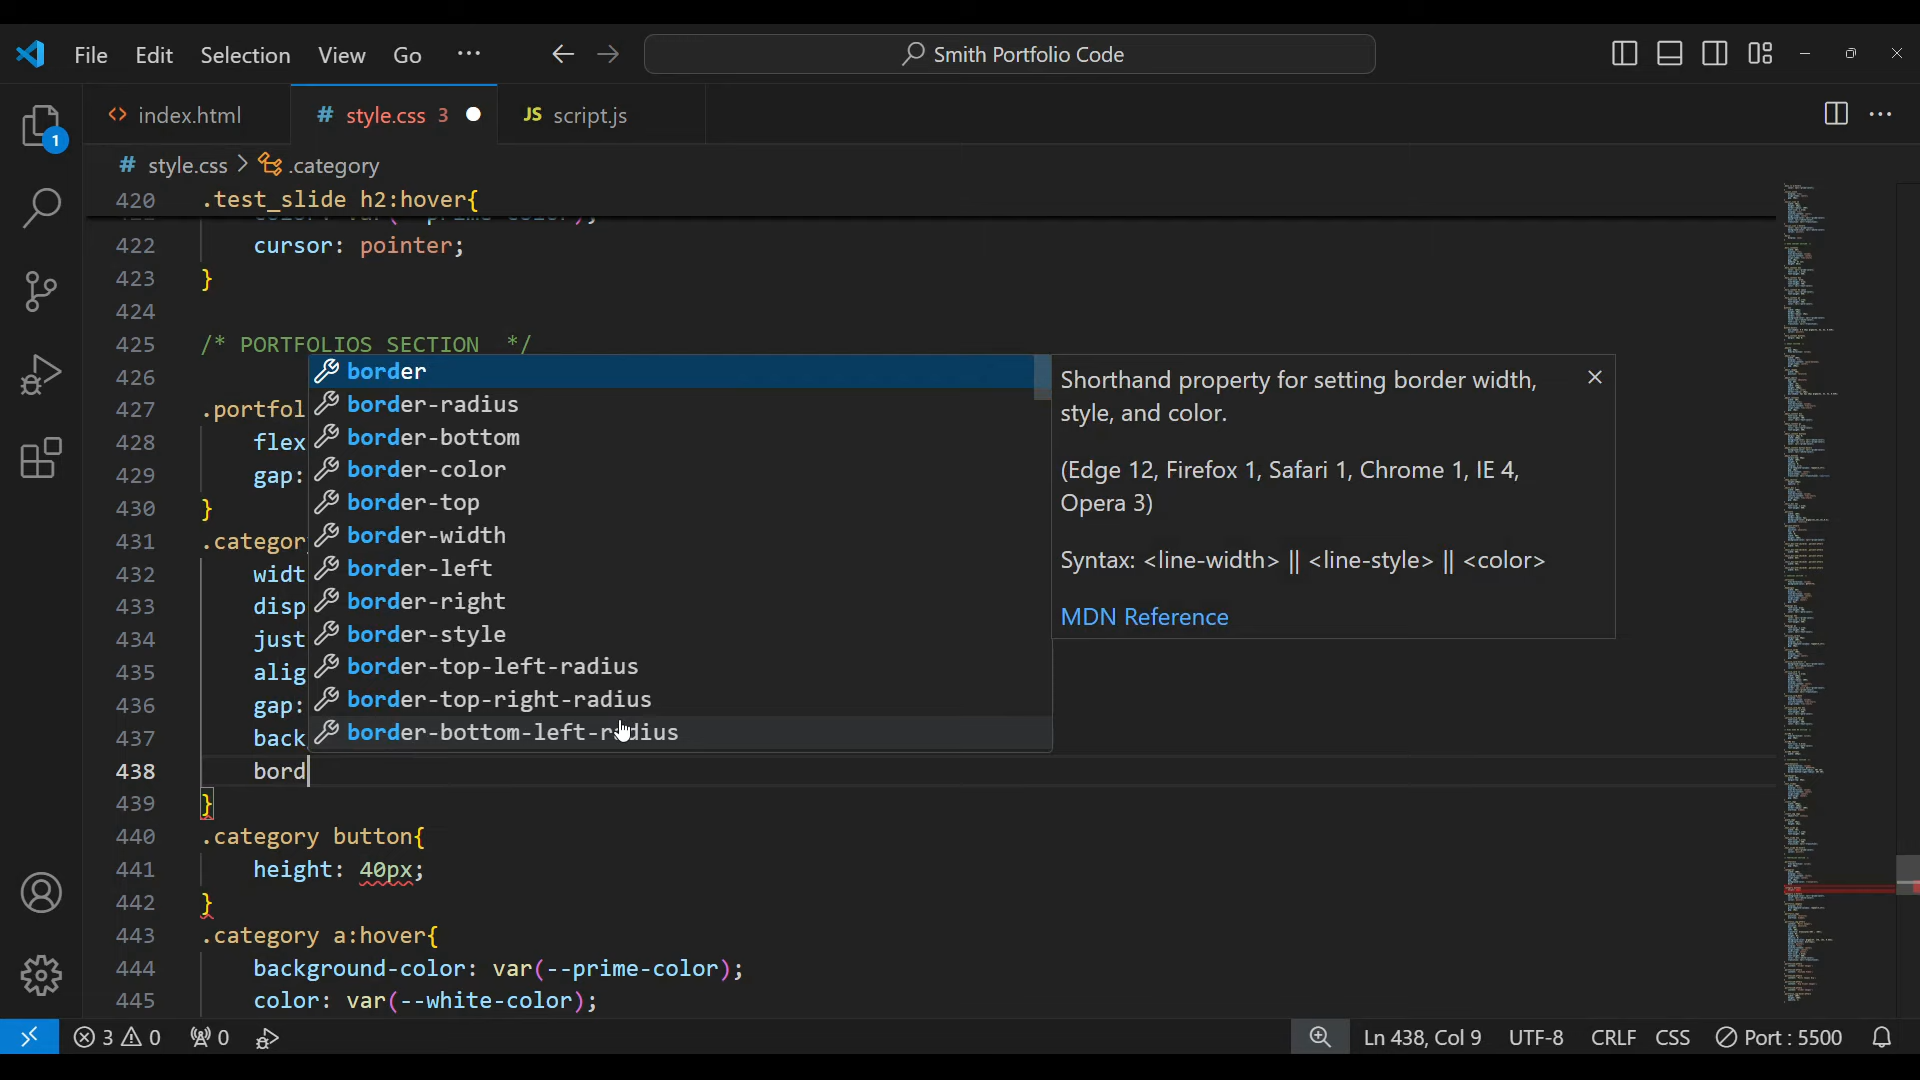 File Edit Selection View Go ··· Smith Portfolio Code
index.html # style.css 3 JS script.js
# style.css > .category
420 .test_slide h2:hover{
422 cursor: pointer;
423 }
424
425 /* PORTFOLIOS SECTION */
426
427 .portfol
428 flex
429 gap:
430 }
431 .categor
432 widt
433 disp
434 just
435 alig
436 gap:
437 back
438 bord
439 }
440 .category button{
441 height: 40px;
442 }
443 .category a:hover{
444 background-color: var(--prime-color);
445 color: var(--white-color);
border
border-radius
border-bottom
border-color
border-top
border-width
border-left
border-right
border-style
border-top-left-radius
border-top-right-radius
border-bottom-left-radius
Shorthand property for setting border width,
style, and color.
(Edge 12, Firefox 1, Safari 1, Chrome 1, IE 4,
Opera 3)
Syntax: <line-width> || <line-style> || <color>
MDN Reference
1
3 0 0 Ln 438, Col 9 UTF-8 CRLF CSS Port : 5500